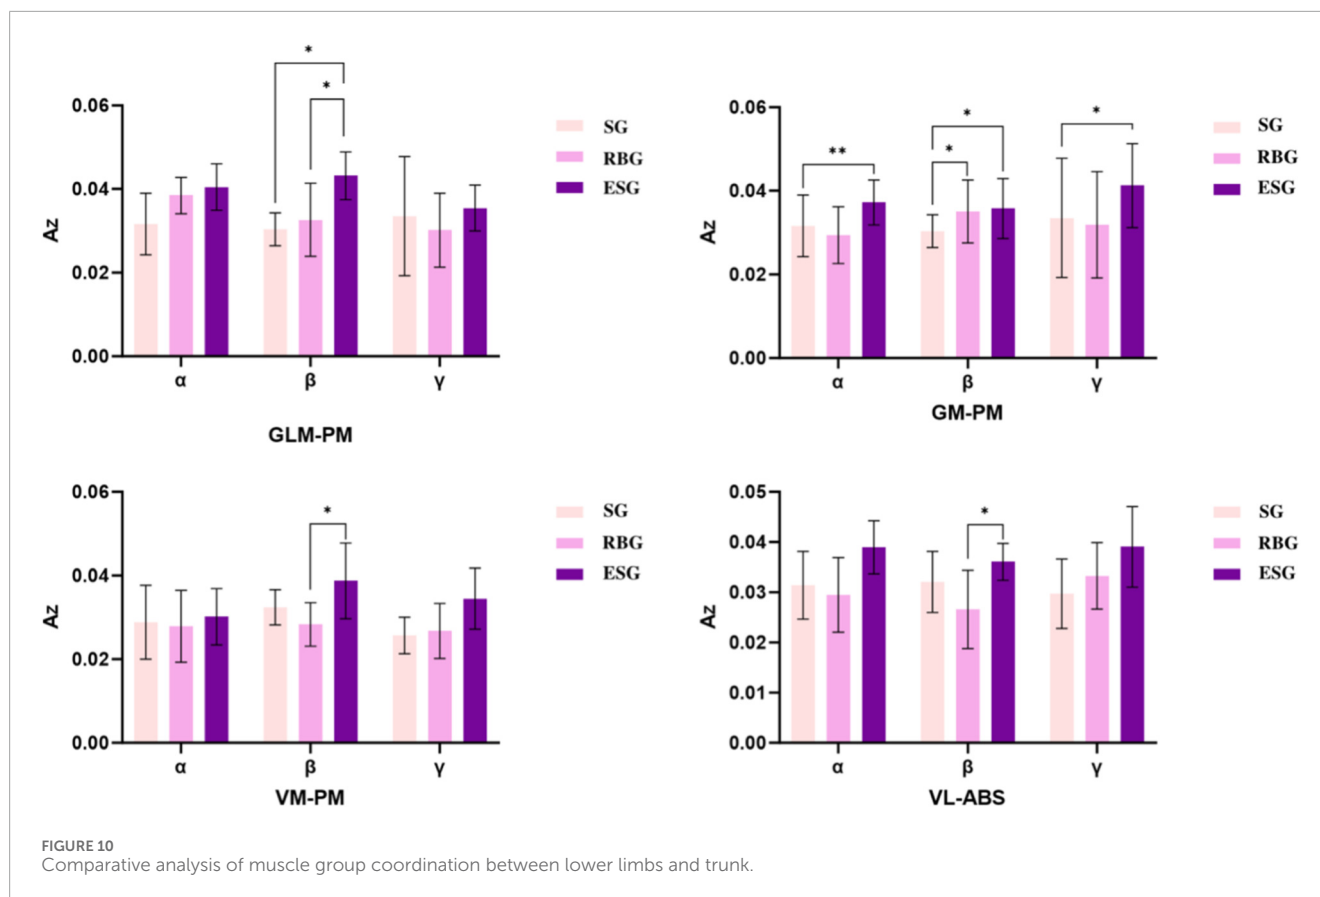 *
*
0.06
0.04
0.02
0.00
Az
α β γ
GLM-PM
SG
RBG
ESG
**
*
*
*
0.06
0.04
0.02
0.00
Az
α β γ
GM-PM
SG
RBG
ESG
*
0.06
0.04
0.02
0.00
Az
α β γ
VM-PM
SG
RBG
ESG
*
0.05
0.04
0.03
0.02
0.01
0.00
Az
α β γ
VL-ABS
SG
RBG
ESG
FIGURE 10
Comparative analysis of muscle group coordination between lower limbs and trunk.